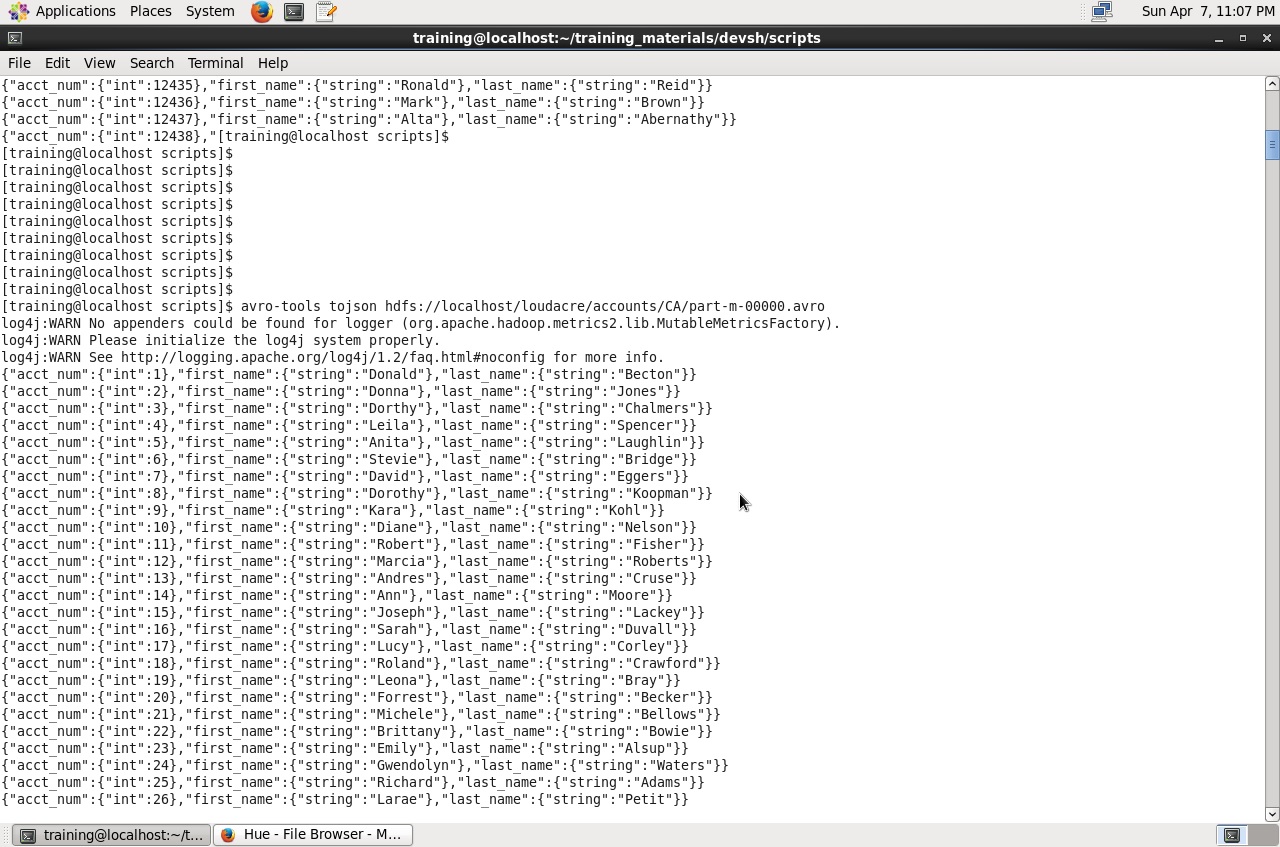 Applications Places System Sun Apr 7, 11:07 PM
training@localhost:~/training_materials/devsh/scripts
File Edit View Search Terminal Help
{"acct_num":{"int":12435},"first_name":{"string":"Ronald"},"last_name":{"string":"Reid"}}
{"acct_num":{"int":12436},"first_name":{"string":"Mark"},"last_name":{"string":"Brown"}}
{"acct_num":{"int":12437},"first_name":{"string":"Alta"},"last_name":{"string":"Abernathy"}}
{"acct_num":{"int":12438},"[training@localhost scripts]$
[training@localhost scripts]$
[training@localhost scripts]$
[training@localhost scripts]$
[training@localhost scripts]$
[training@localhost scripts]$
[training@localhost scripts]$
[training@localhost scripts]$
[training@localhost scripts]$
[training@localhost scripts]$
[training@localhost scripts]$ avro-tools tojson hdfs://localhost/loudacre/accounts/CA/part-m-00000.avro
log4j:WARN No appenders could be found for logger (org.apache.hadoop.metrics2.lib.MutableMetricsFactory).
log4j:WARN Please initialize the log4j system properly.
log4j:WARN See http://logging.apache.org/log4j/1.2/faq.html#noconfig for more info.
{"acct_num":{"int":1},"first_name":{"string":"Donald"},"last_name":{"string":"Becton"}}
{"acct_num":{"int":2},"first_name":{"string":"Donna"},"last_name":{"string":"Jones"}}
{"acct_num":{"int":3},"first_name":{"string":"Dorthy"},"last_name":{"string":"Chalmers"}}
{"acct_num":{"int":4},"first_name":{"string":"Leila"},"last_name":{"string":"Spencer"}}
{"acct_num":{"int":5},"first_name":{"string":"Anita"},"last_name":{"string":"Laughlin"}}
{"acct_num":{"int":6},"first_name":{"string":"Stevie"},"last_name":{"string":"Bridge"}}
{"acct_num":{"int":7},"first_name":{"string":"David"},"last_name":{"string":"Eggers"}}
{"acct_num":{"int":8},"first_name":{"string":"Dorothy"},"last_name":{"string":"Koopman"}}
{"acct_num":{"int":9},"first_name":{"string":"Kara"},"last_name":{"string":"Kohl"}}
{"acct_num":{"int":10},"first_name":{"string":"Diane"},"last_name":{"string":"Nelson"}}
{"acct_num":{"int":11},"first_name":{"string":"Robert"},"last_name":{"string":"Fisher"}}
{"acct_num":{"int":12},"first_name":{"string":"Marcia"},"last_name":{"string":"Roberts"}}
{"acct_num":{"int":13},"first_name":{"string":"Andres"},"last_name":{"string":"Cruse"}}
{"acct_num":{"int":14},"first_name":{"string":"Ann"},"last_name":{"string":"Moore"}}
{"acct_num":{"int":15},"first_name":{"string":"Joseph"},"last_name":{"string":"Lackey"}}
{"acct_num":{"int":16},"first_name":{"string":"Sarah"},"last_name":{"string":"Duvall"}}
{"acct_num":{"int":17},"first_name":{"string":"Lucy"},"last_name":{"string":"Corley"}}
{"acct_num":{"int":18},"first_name":{"string":"Roland"},"last_name":{"string":"Crawford"}}
{"acct_num":{"int":19},"first_name":{"string":"Leona"},"last_name":{"string":"Bray"}}
{"acct_num":{"int":20},"first_name":{"string":"Forrest"},"last_name":{"string":"Becker"}}
{"acct_num":{"int":21},"first_name":{"string":"Michele"},"last_name":{"string":"Bellows"}}
{"acct_num":{"int":22},"first_name":{"string":"Brittany"},"last_name":{"string":"Bowie"}}
{"acct_num":{"int":23},"first_name":{"string":"Emily"},"last_name":{"string":"Alsup"}}
{"acct_num":{"int":24},"first_name":{"string":"Gwendolyn"},"last_name":{"string":"Waters"}}
{"acct_num":{"int":25},"first_name":{"string":"Richard"},"last_name":{"string":"Adams"}}
{"acct_num":{"int":26},"first_name":{"string":"Larae"},"last_name":{"string":"Petit"}}
training@localhost:~/t... Hue - File Browser - M...